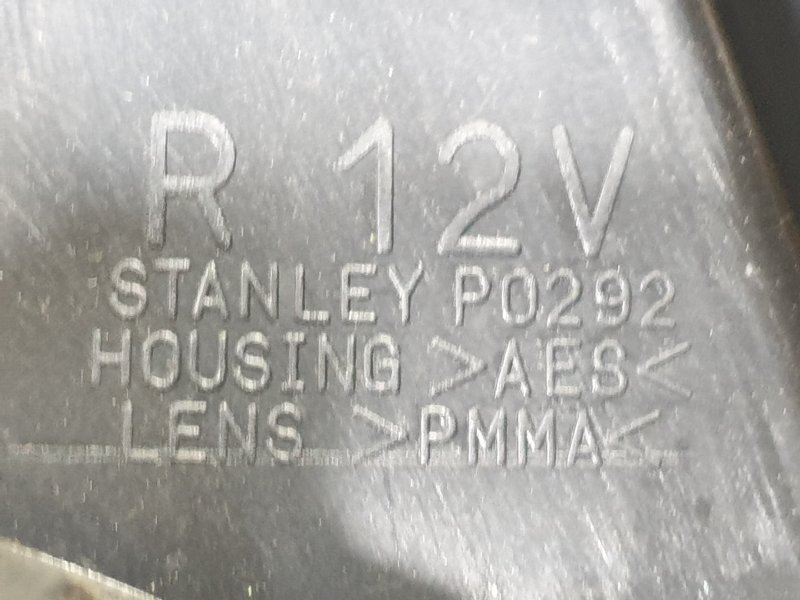 R 12V
STANLEY P0292
HOUSING >AES<
LENS >PMMA<